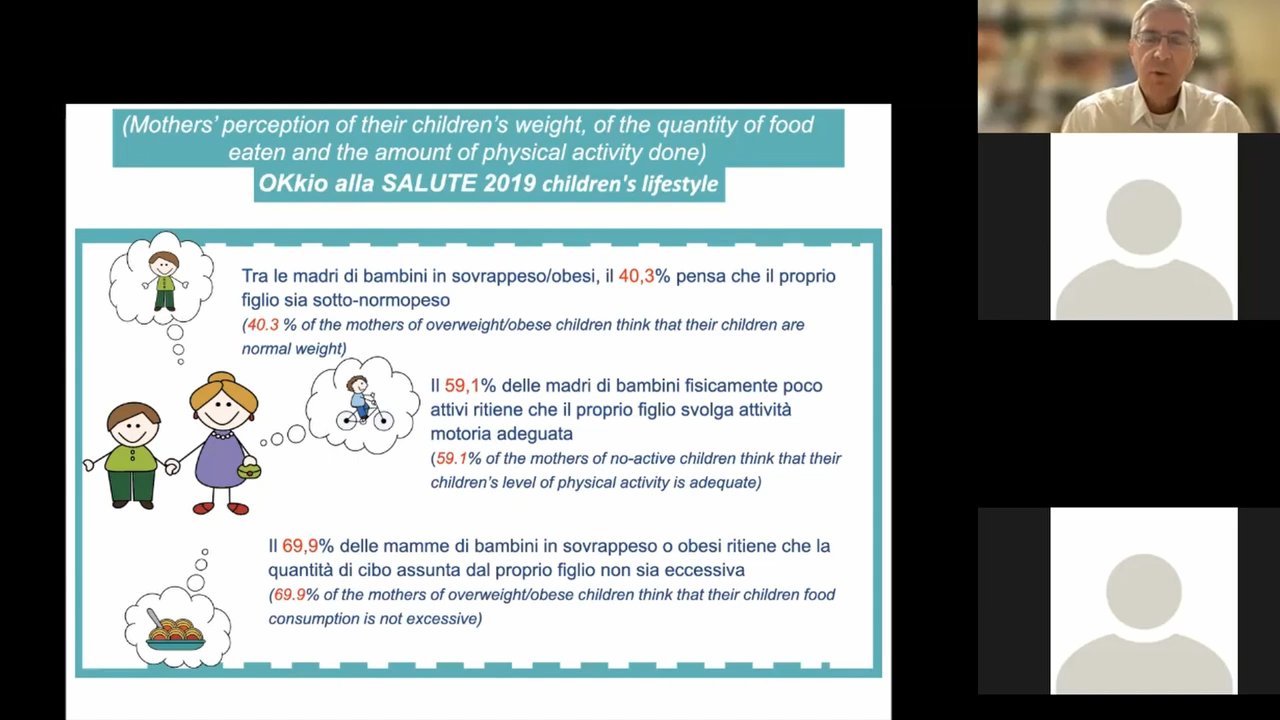 (Mothers' perception of their children's weight, of the quantity of food
eaten and the amount of physical activity done)
OKkio alla SALUTE 2019 children's lifestyle
Tra le madri di bambini in sovrappeso/obesi, il 40,3% pensa che il proprio
figlio sia sotto-normopeso
(40.3 % of the mothers of overweight/obese children think that their children are
normal weight)
Il 59,1% delle madri di bambini fisicamente poco
attivi ritiene che il proprio figlio svolga attività
motoria adeguata
(59.1% of the mothers of no-active children think that their
children's level of physical activity is adequate)
Il 69,9% delle mamme di bambini in sovrappeso o obesi ritiene che la
quantità di cibo assunta dal proprio figlio non sia eccessiva
(69.9% of the mothers of overweight/obese children think that their children food
consumption is not excessive)